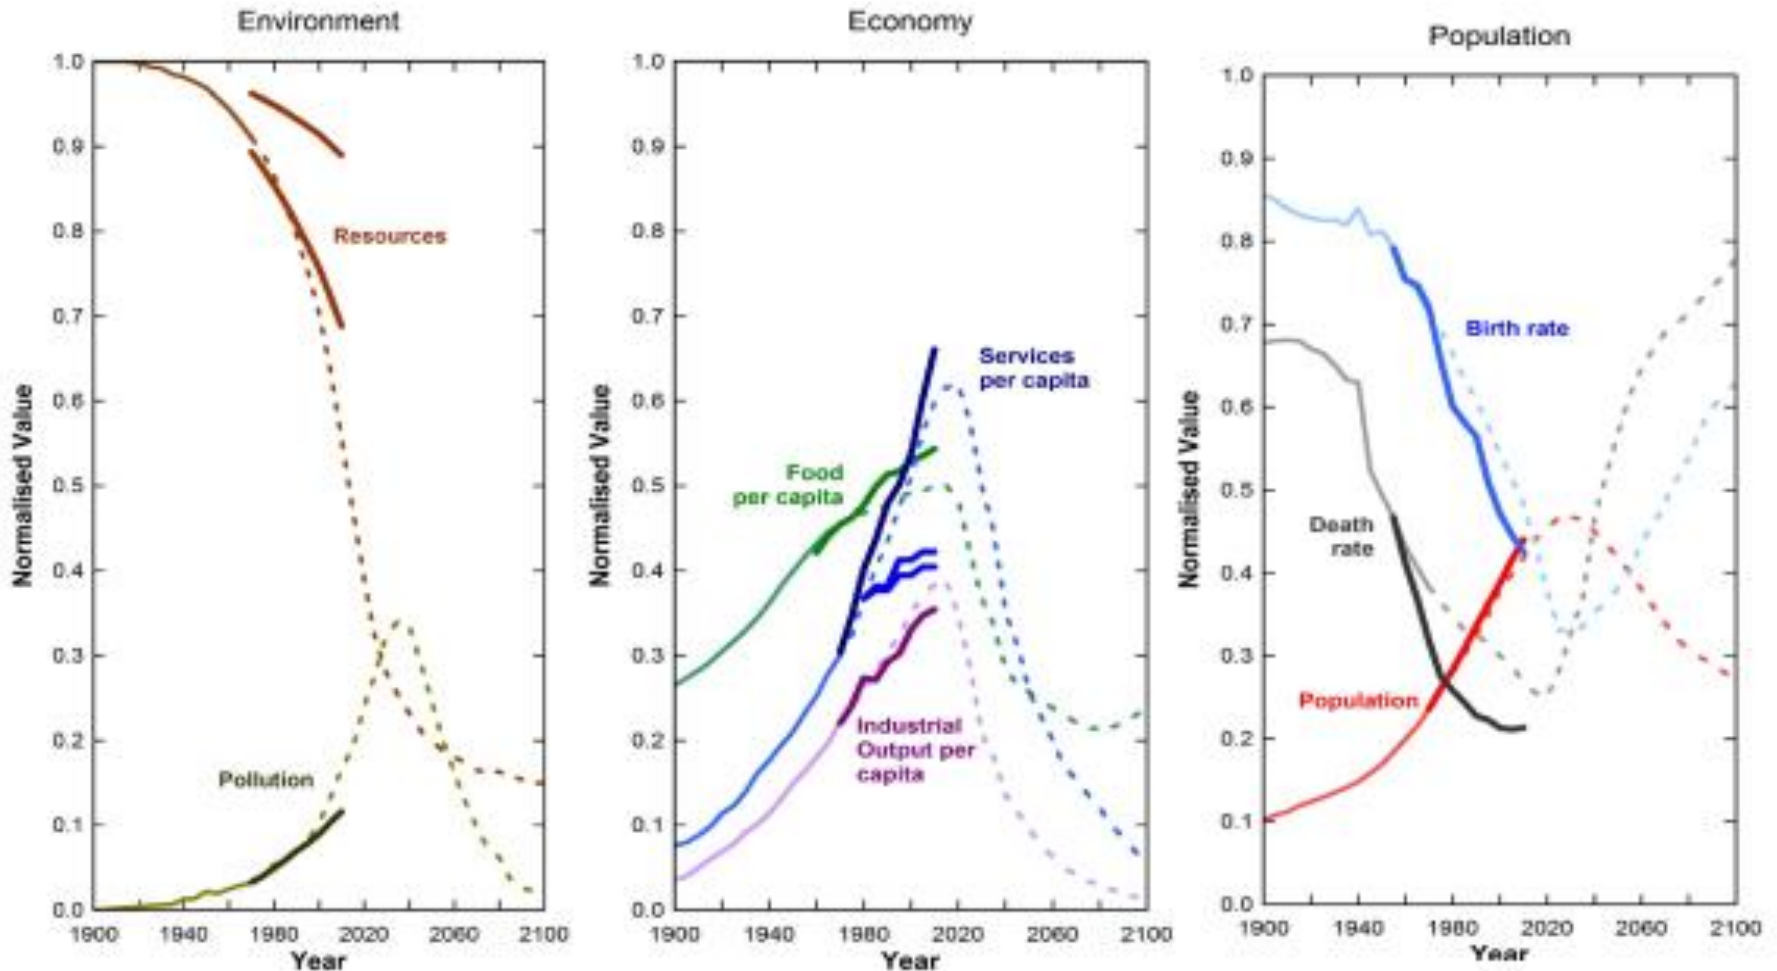 Environment
1.0
0.9
0.8
0.7
0.6
0.5
0.4
0.3
0.2
0.1
0.0
Normalised Value
Resources
Pollution
1900 1940 1980 2020 2060 2100
Year
Economy
1.0
0.9
0.8
0.7
0.6
0.5
0.4
0.3
0.2
0.1
0.0
Normalised Value
Services
per capita
Food
per capita
Industrial
Output per
capita
1900 1940 1980 2020 2060 2100
Year
Population
1.0
0.9
0.8
0.7
0.6
0.5
0.4
0.3
0.2
0.1
0.0
Normalised Value
Birth rate
Death
rate
Population
1900 1940 1980 2020 2060 2100
Year